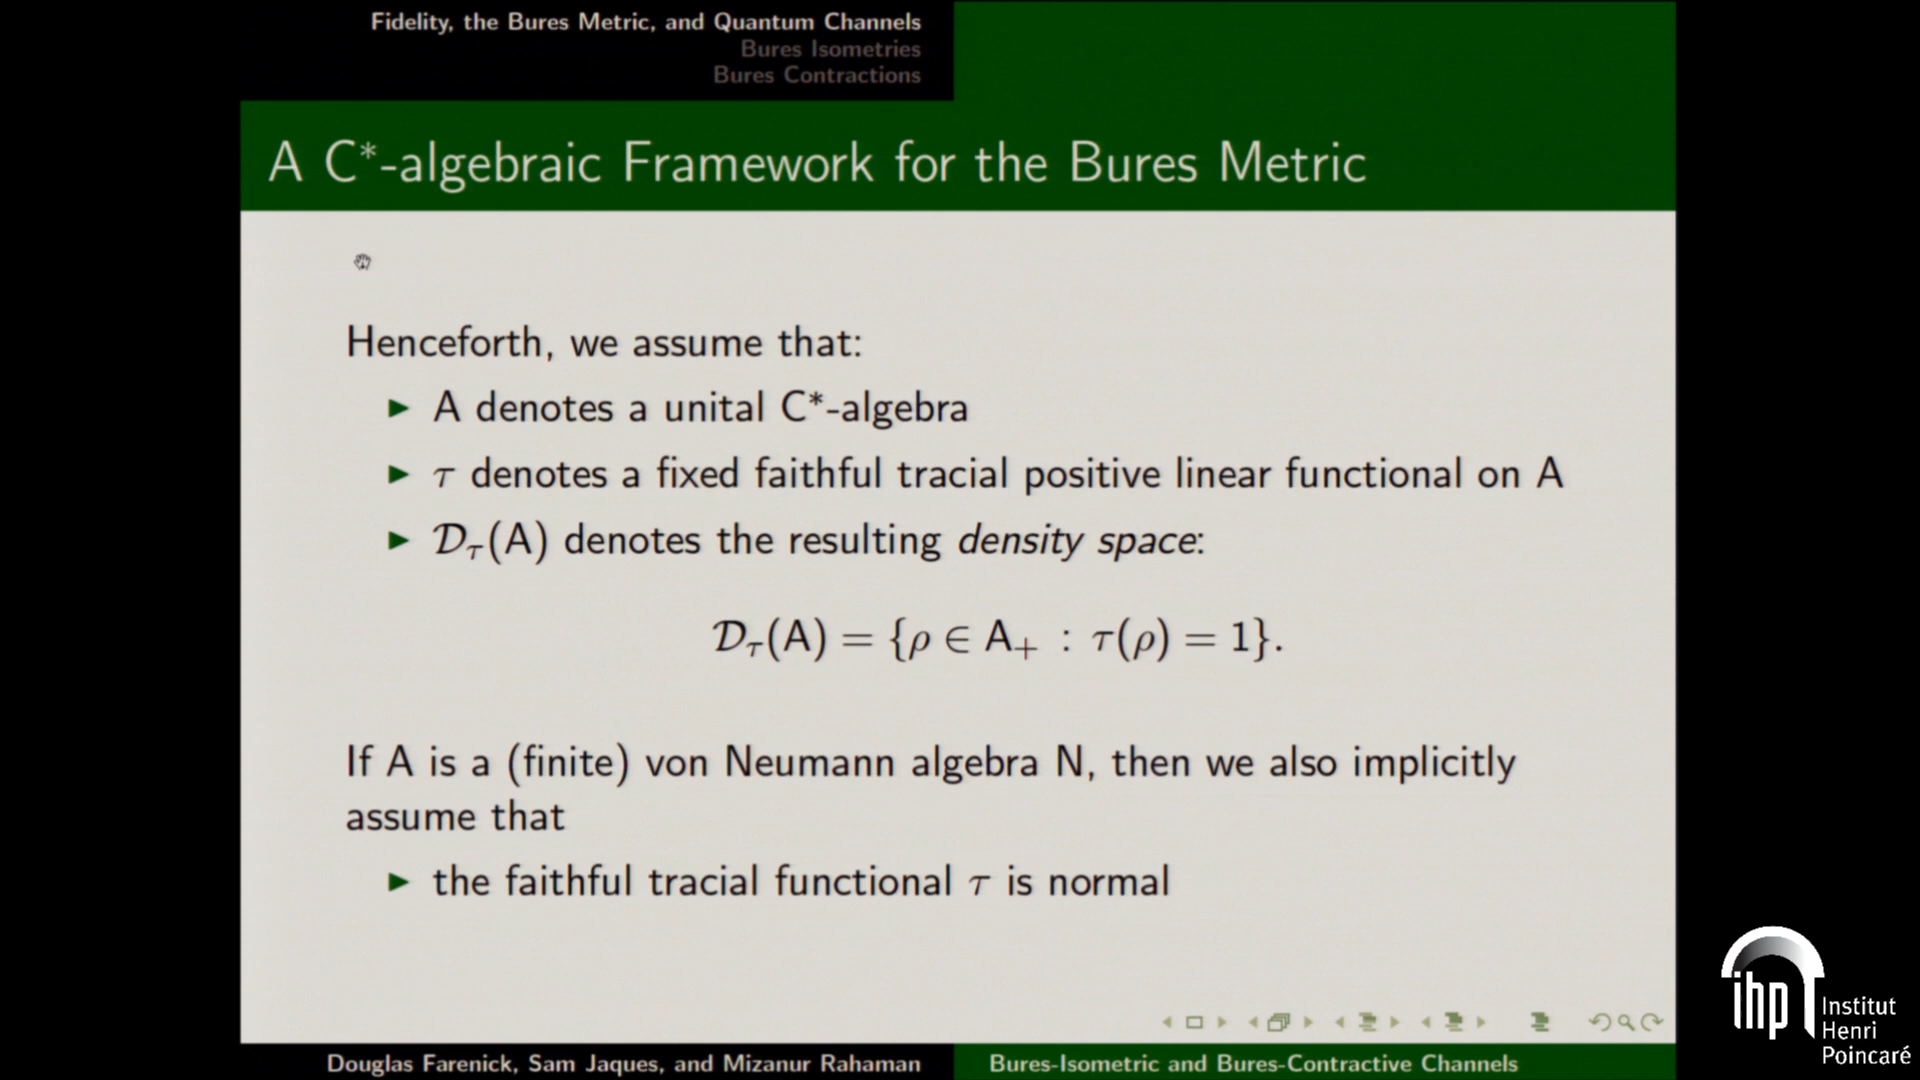 Fidelity, the Bures Metric, and Quantum Channels
Bures Isometries
Bures Contractions
A C*-algebraic Framework for the Bures Metric
Henceforth, we assume that:
▶ A denotes a unital C*-algebra
▶ τ denotes a fixed faithful tracial positive linear functional on A
▶ 𝒟τ(A) denotes the resulting density space:
𝒟τ(A) = {ρ ∈ A₊ : τ(ρ) = 1}.
If A is a (finite) von Neumann algebra N, then we also implicitly
assume that
▶ the faithful tracial functional τ is normal
Douglas Farenick, Sam Jaques, and Mizanur Rahaman
Bures-Isometric and Bures-Contractive Channels
ihp
Institut
Henri
Poincaré